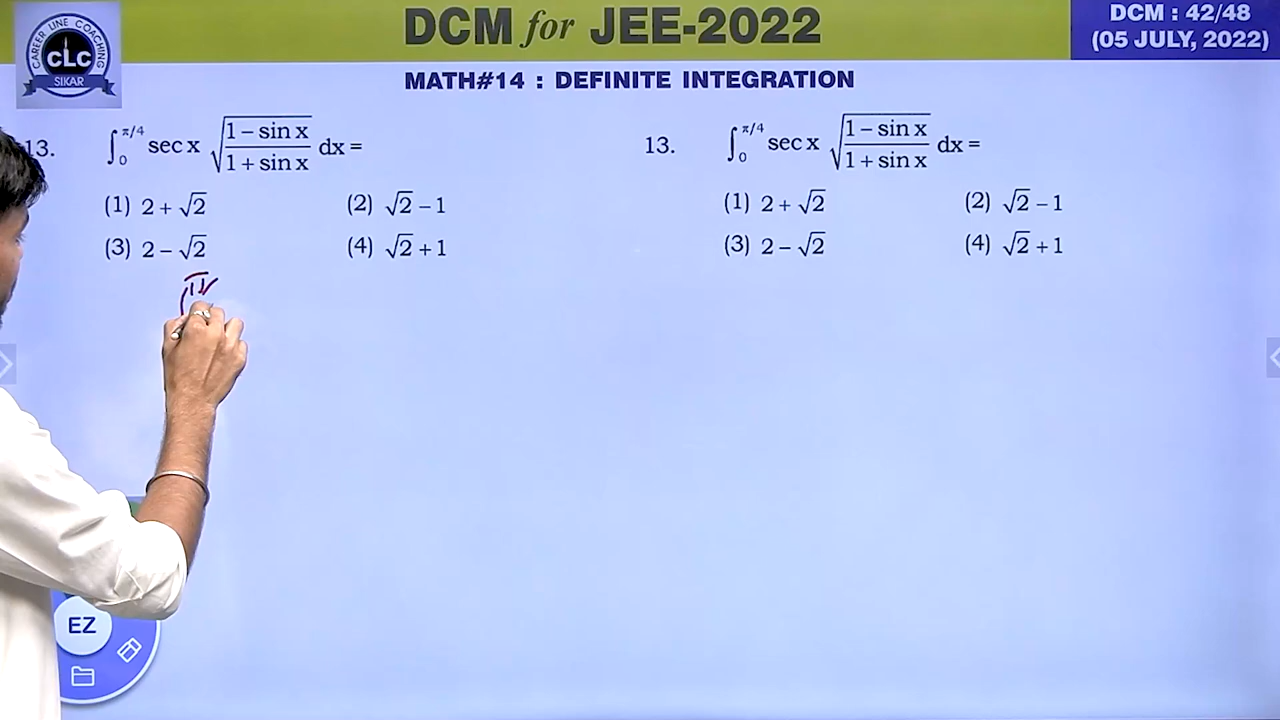 CAREER LINE COACHING
CLC
SIKAR
DCM for JEE-2022
DCM : 42/48
(05 JULY, 2022)
MATH#14 : DEFINITE INTEGRATION
13. ∫₀^{π/4} sec x √((1 − sin x)/(1 + sin x)) dx =
(1) 2 + √2 (2) √2 − 1
(3) 2 − √2 (4) √2 + 1
13. ∫₀^{π/4} sec x √((1 − sin x)/(1 + sin x)) dx =
(1) 2 + √2 (2) √2 − 1
(3) 2 − √2 (4) √2 + 1
EZ